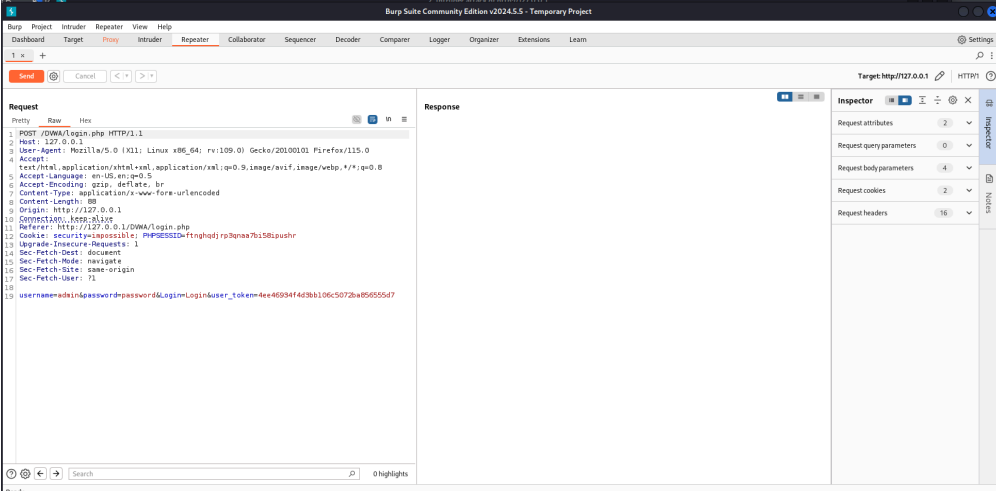 Burp Suite Community Edition v2024.5.5 - Temporary Project
Burp Project Intruder Repeater View Help
Dashboard Target Proxy Intruder Repeater Collaborator Sequencer Decoder Comparer Logger Organizer Extensions Learn
Settings
1 × +
Send Cancel < >
Target: http://127.0.0.1 HTTP/1
Request
Pretty Raw Hex
\n
1 POST /DVWA/login.php HTTP/1.1
2 Host: 127.0.0.1
3 User-Agent: Mozilla/5.0 (X11; Linux x86_64; rv:109.0) Gecko/20100101 Firefox/115.0
4 Accept:
text/html,application/xhtml+xml,application/xml;q=0.9,image/avif,image/webp,*/*;q=0.8
5 Accept-Language: en-US,en;q=0.5
6 Accept-Encoding: gzip, deflate, br
7 Content-Type: application/x-www-form-urlencoded
8 Content-Length: 88
9 Origin: http://127.0.0.1
10 Connection: keep-alive
11 Referer: http://127.0.0.1/DVWA/login.php
12 Cookie: security=impossible; PHPSESSID=ftnghqdjrp3qnaa7bi58ipushr
13 Upgrade-Insecure-Requests: 1
14 Sec-Fetch-Dest: document
15 Sec-Fetch-Mode: navigate
16 Sec-Fetch-Site: same-origin
17 Sec-Fetch-User: ?1
18
19 username=admin&password=password&Login=Login&user_token=4ee46934f4d3bb106c5072ba856555d7
Search
0 highlights
Response
Inspector
Request attributes 2
Request query parameters 0
Request body parameters 4
Request cookies 2
Request headers 16
Inspector
Notes